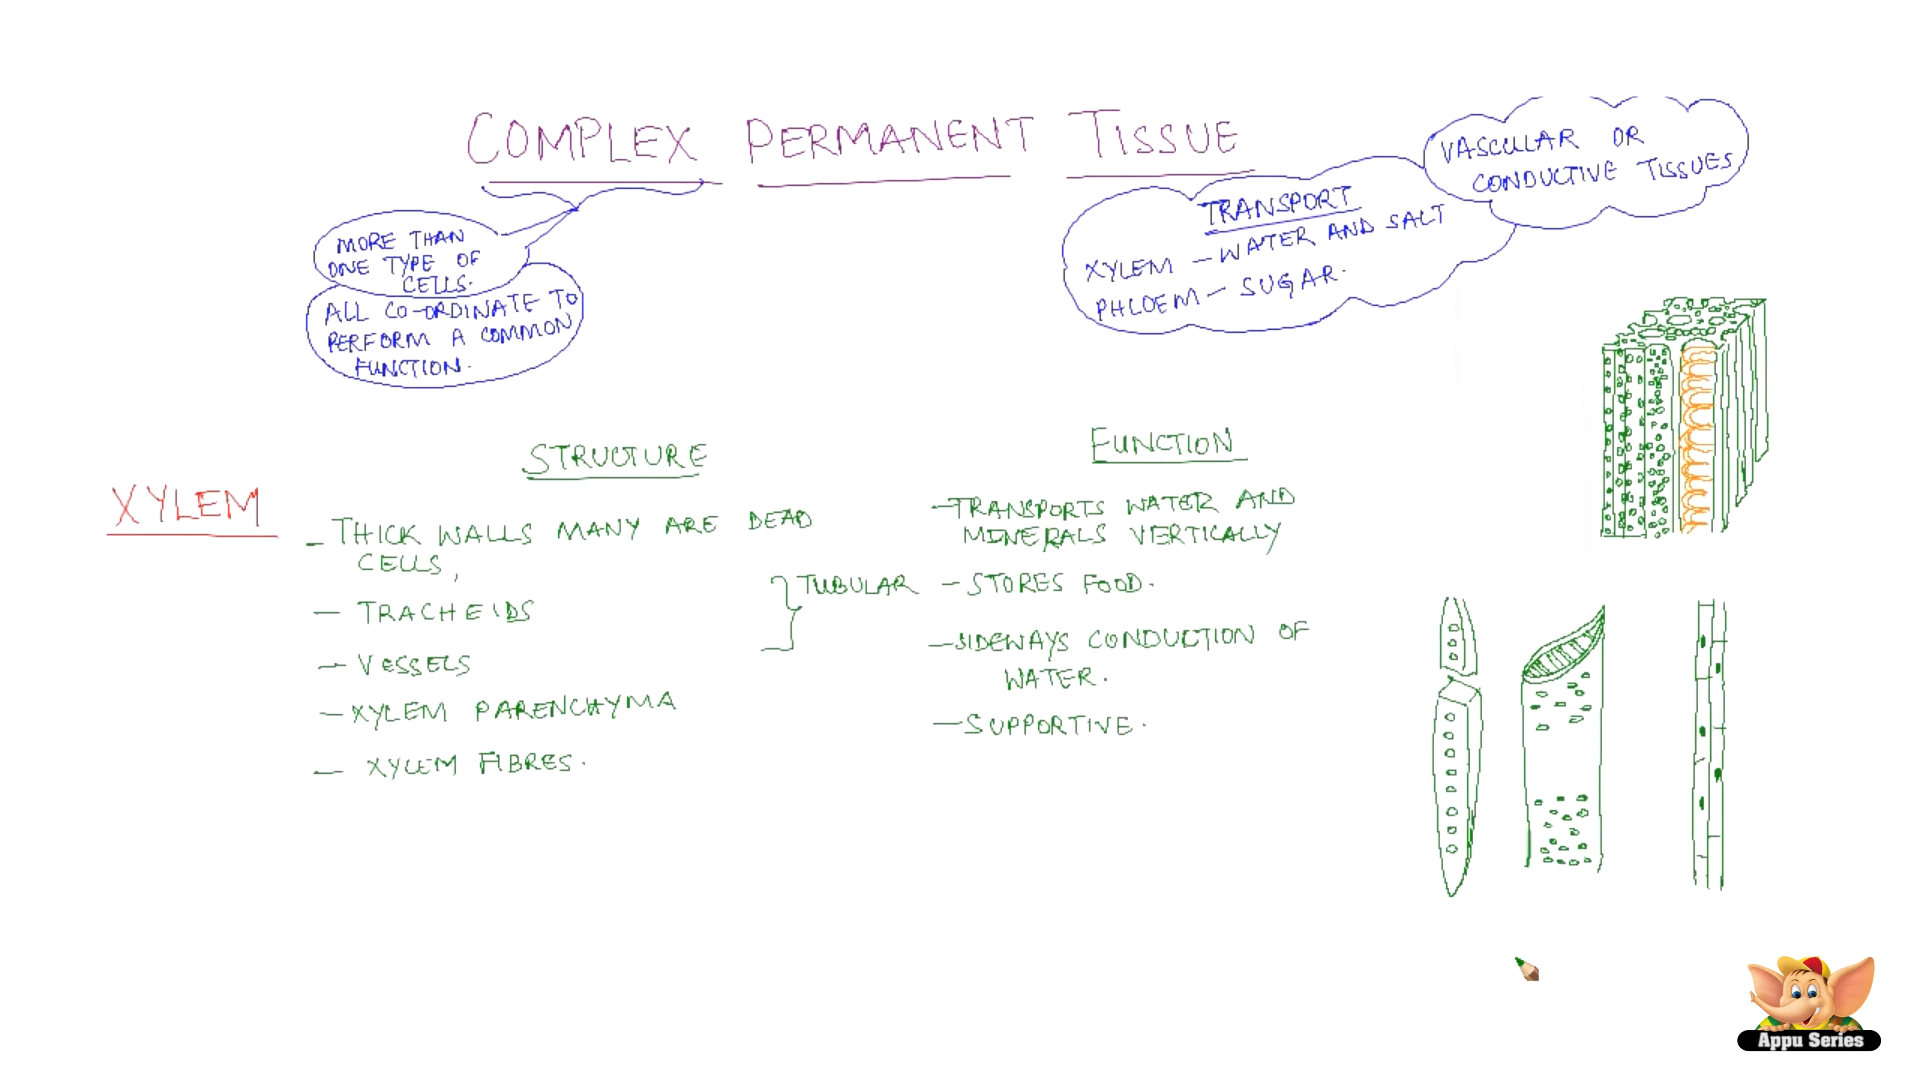 COMPLEX PERMANENT TISSUE
VASCULAR OR
CONDUCTIVE TISSUES
TRANSPORT
XYLEM - WATER AND SALT
PHLOEM - SUGAR.
MORE THAN
ONE TYPE OF
CELLS.
ALL CO-ORDINATE TO
PERFORM A COMMON
FUNCTION.
XYLEM
STRUCTURE
- THICK WALLS MANY ARE DEAD
CELLS,
- TRACHEIDS
- VESSELS
} TUBULAR
- XYLEM PARENCHYMA
- XYLEM FIBRES.
FUNCTION
- TRANSPORTS WATER AND
MINERALS VERTICALLY
- STORES FOOD.
- SIDEWAYS CONDUCTION OF
WATER.
- SUPPORTIVE.
Appu Series